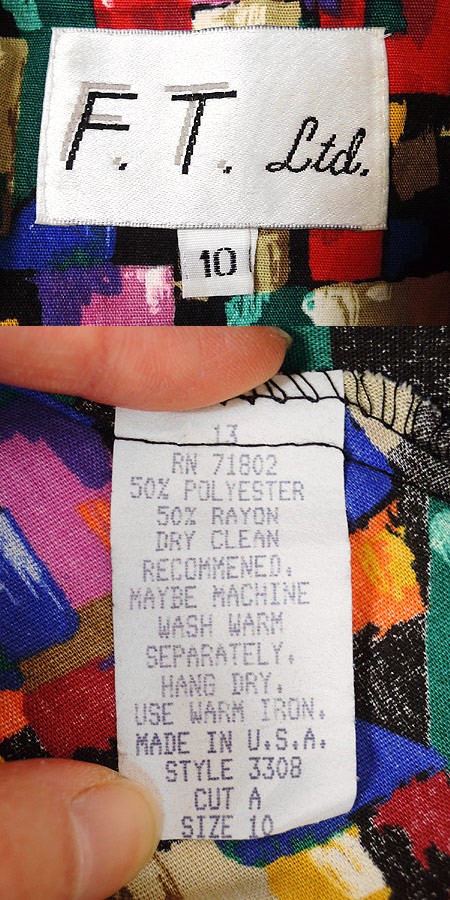 F.T. Ltd.
10
13
RN 71802
50% POLYESTER
50% RAYON
DRY CLEAN
RECOMMENED.
MAYBE MACHINE
WASH WARM
SEPARATELY.
HANG DRY.
USE WARM IRON.
MADE IN U.S.A.
STYLE 3308
CUT A
SIZE 10